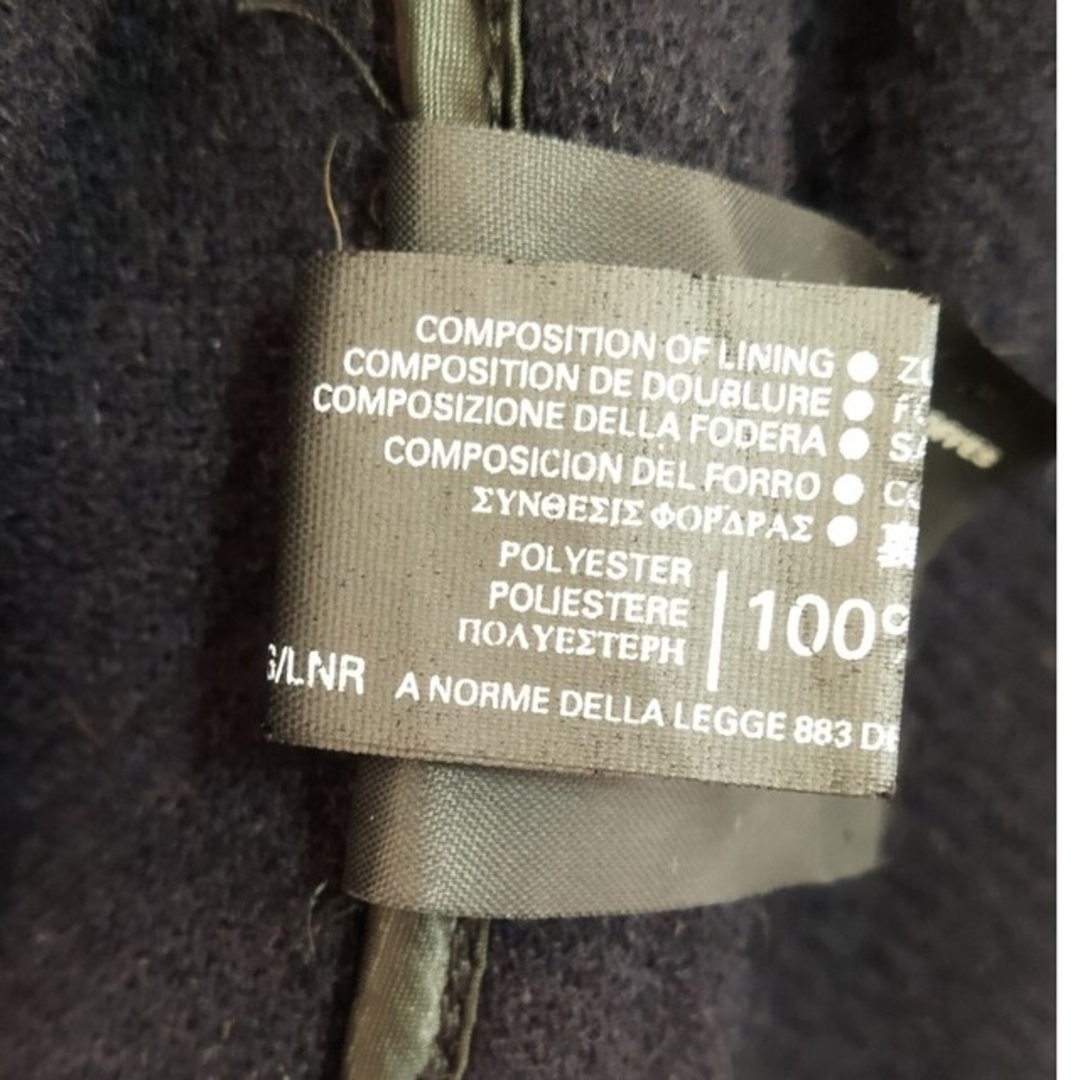 COMPOSITION OF LINING ●
COMPOSITION DE DOUBLURE ●
COMPOSIZIONE DELLA FODERA ●
COMPOSICION DEL FORRO ●
ΣΥΝΘΕΣΙΣ ΦΟΡΔΡΑΣ ●
POLYESTER
POLIESTERE
ΠΟΛΥΕΣΤΕΡΗ
100%
/LNR A NORME DELLA LEGGE 883